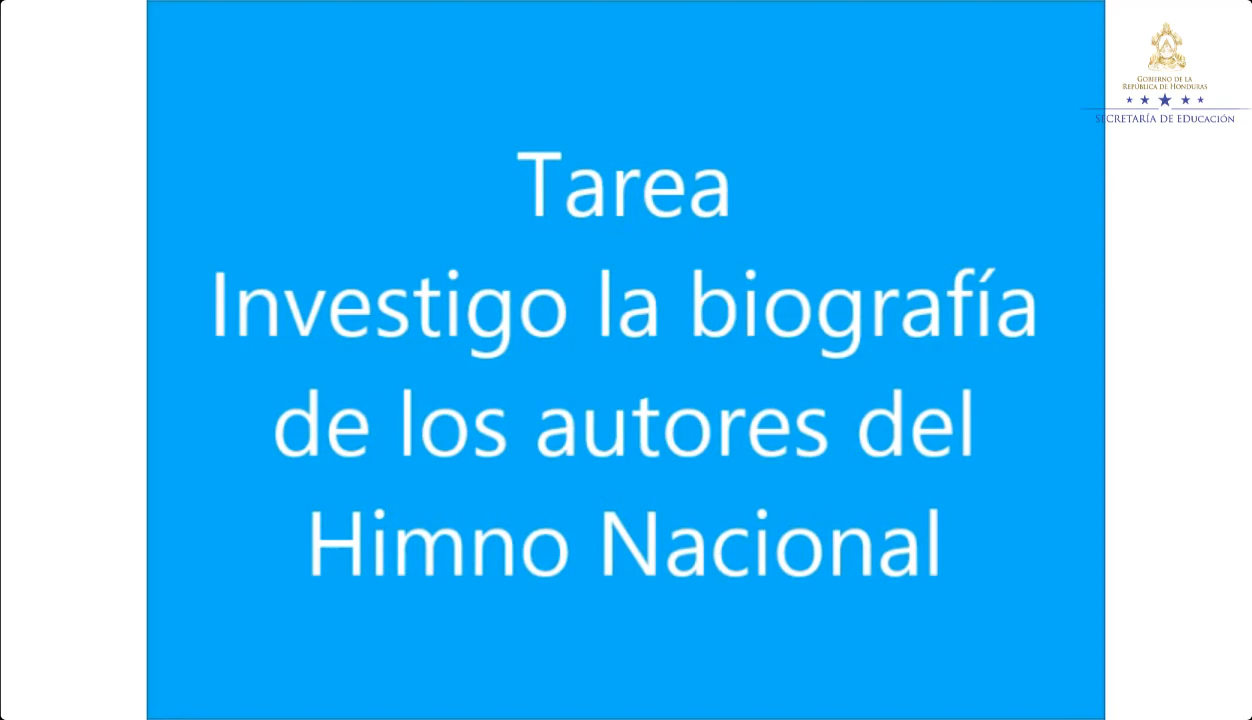 Tarea
Investigo la biografía
de los autores del
Himno Nacional
GOBIERNO DE LA
REPÚBLICA DE HONDURAS
SECRETARÍA DE EDUCACIÓN